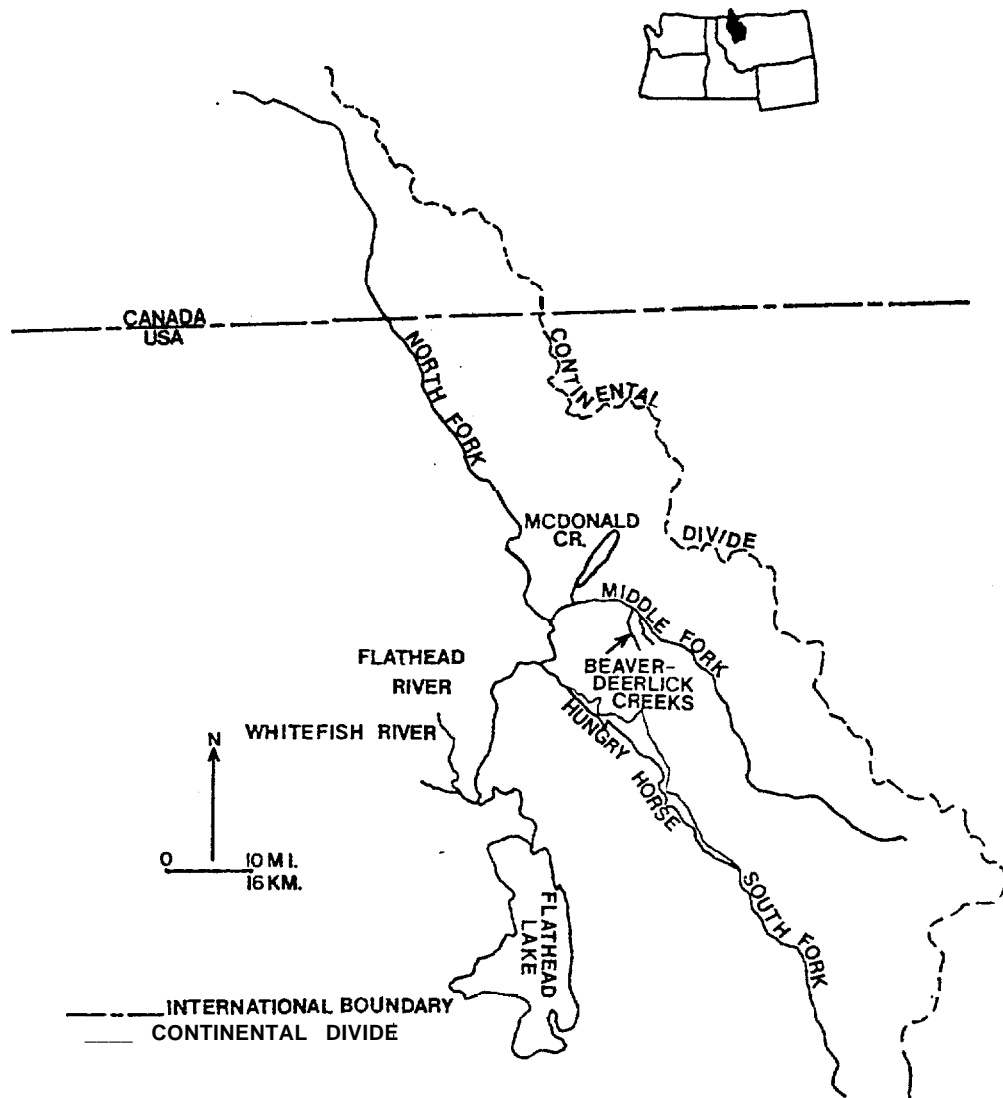 CANADA
USA
NORTH FORK
CONTINENTAL
DIVIDE
MCDONALD
CR.
MIDDLE FORK
FLATHEAD
RIVER
BEAVER-
DEERLICK
CREEKS
WHITEFISH RIVER
HUNGRY HORSE
N
0
10 MI.
16 KM.
SOUTH FORK
FLATHEAD
LAKE
INTERNATIONAL BOUNDARY
CONTINENTAL DIVIDE